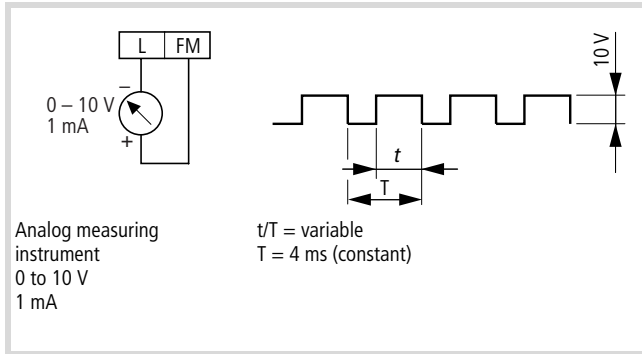 L FM
10 V
0 – 10 V
1 mA
–
+
t
T
Analog measuring
instrument
0 to 10 V
1 mA
t/T = variable
T = 4 ms (constant)